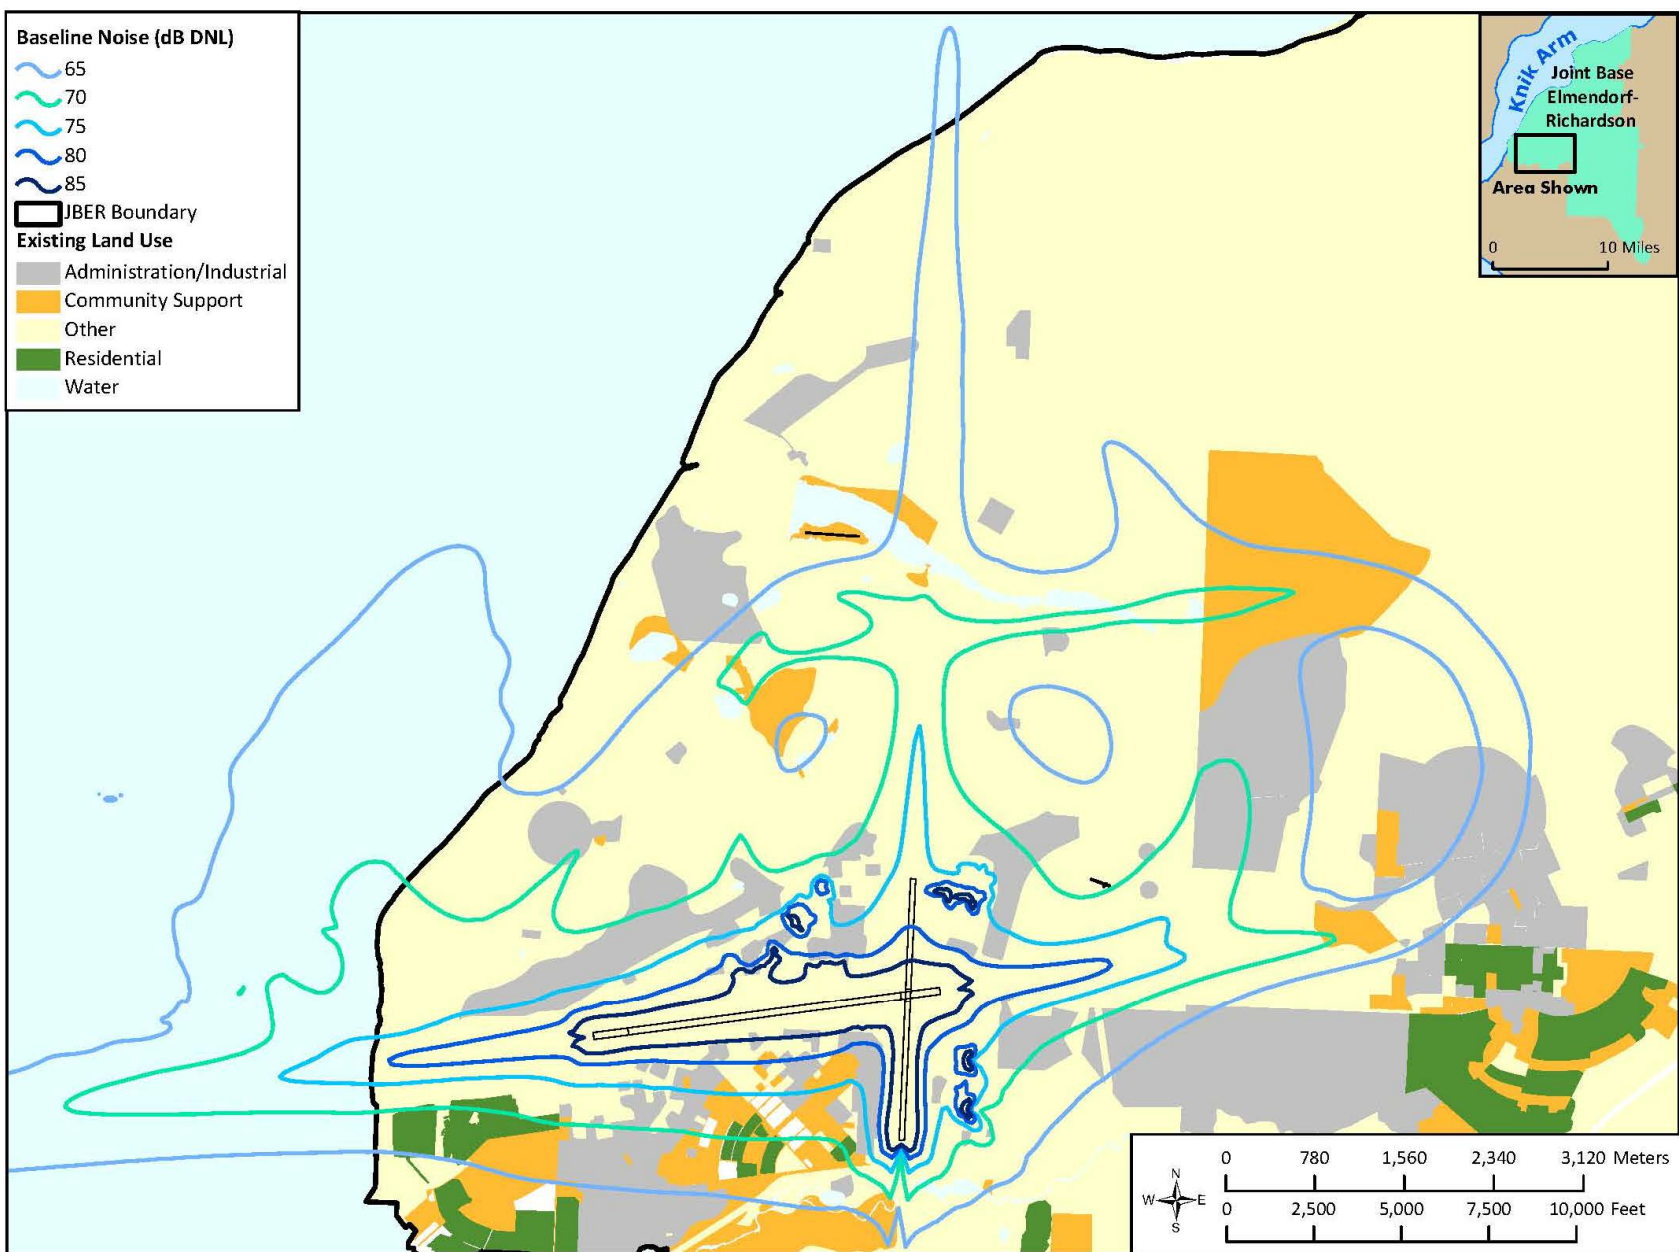 Baseline Noise (dB DNL)
65
70
75
80
85
JBER Boundary
Existing Land Use
Administration/Industrial
Community Support
Other
Residential
Water
Knik Arm
Joint Base
Elmendorf-
Richardson
Area Shown
0 10 Miles
N
W E
S
0 780 1,560 2,340 3,120 Meters
0 2,500 5,000 7,500 10,000 Feet